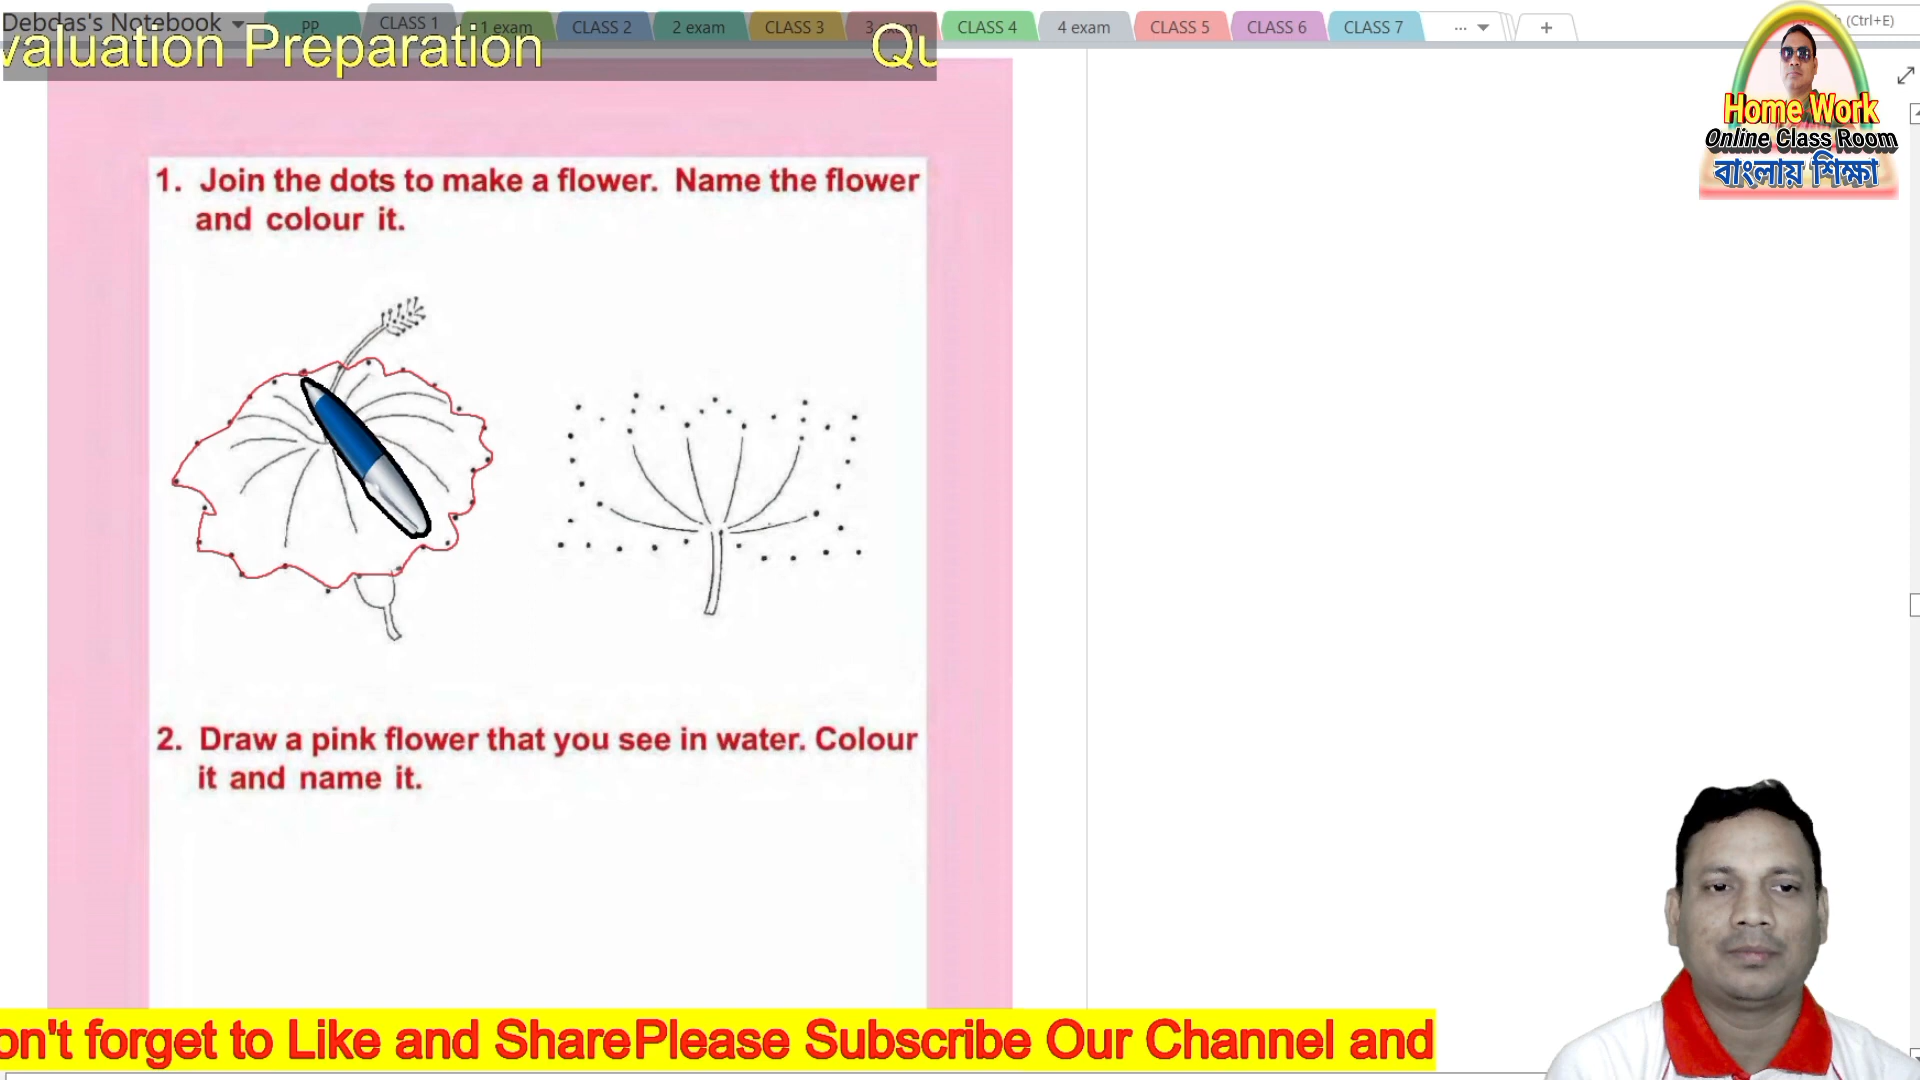 Debdas's Notebook
PP
CLASS 1
1 exam
CLASS 2
2 exam
CLASS 3
CLASS 4
4 exam
CLASS 5
CLASS 6
CLASS 7
...
+
(Ctrl+E)
valuation Preparation Qu
Home Work
Online Class Room
বাংলায় শিক্ষা
1. Join the dots to make a flower. Name the flower
and colour it.
2. Draw a pink flower that you see in water. Colour
it and name it.
on't forget to Like and SharePlease Subscribe Our Channel and